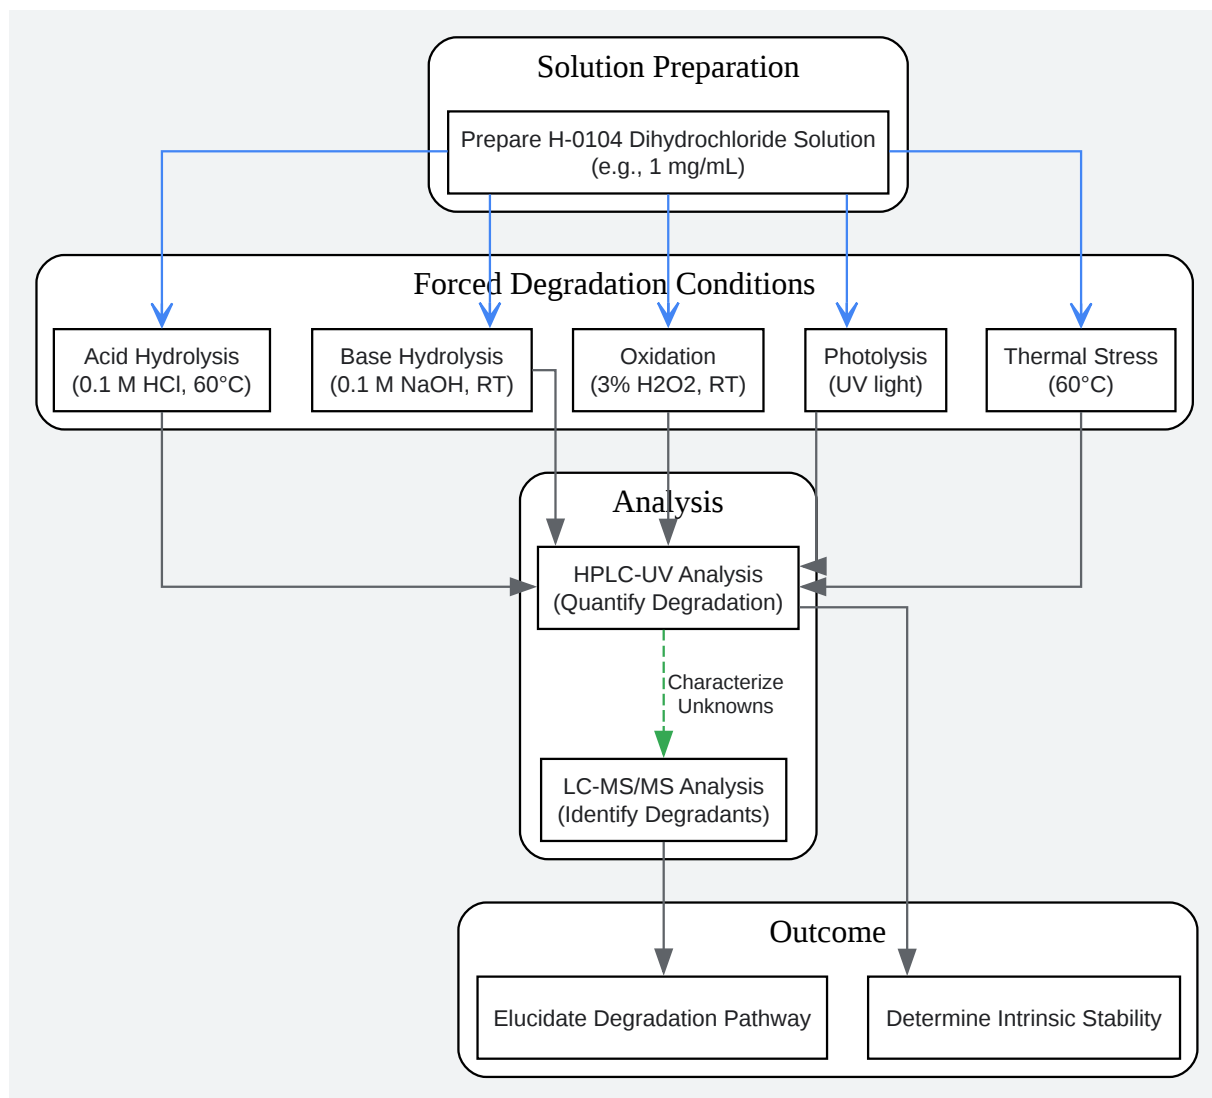 Solution Preparation
Prepare H-0104 Dihydrochloride Solution
(e.g., 1 mg/mL)
Forced Degradation Conditions
Acid Hydrolysis
(0.1 M HCl, 60°C)
Base Hydrolysis
(0.1 M NaOH, RT)
Oxidation
(3% H2O2, RT)
Photolysis
(UV light)
Thermal Stress
(60°C)
Analysis
HPLC-UV Analysis
(Quantify Degradation)
Characterize
Unknowns
LC-MS/MS Analysis
(Identify Degradants)
Outcome
Elucidate Degradation Pathway
Determine Intrinsic Stability